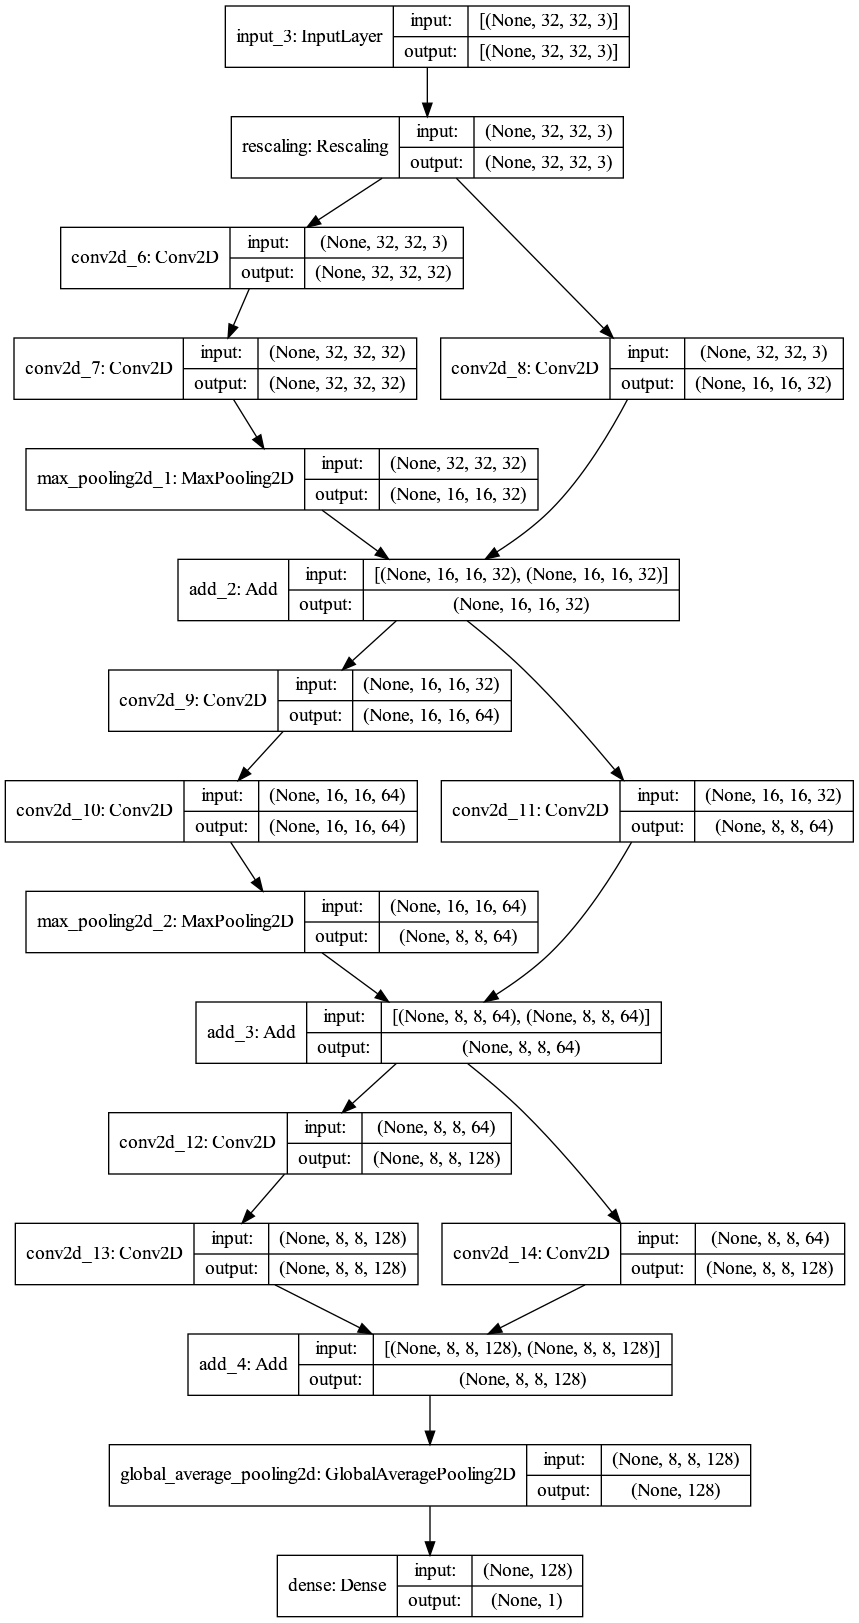 input_3: InputLayer
input: [(None, 32, 32, 3)]
output: [(None, 32, 32, 3)]
rescaling: Rescaling
input: (None, 32, 32, 3)
output: (None, 32, 32, 3)
conv2d_6: Conv2D
input: (None, 32, 32, 3)
output: (None, 32, 32, 32)
conv2d_7: Conv2D
input: (None, 32, 32, 32)
output: (None, 32, 32, 32)
conv2d_8: Conv2D
input: (None, 32, 32, 3)
output: (None, 16, 16, 32)
max_pooling2d_1: MaxPooling2D
input: (None, 32, 32, 32)
output: (None, 16, 16, 32)
add_2: Add
input: [(None, 16, 16, 32), (None, 16, 16, 32)]
output: (None, 16, 16, 32)
conv2d_9: Conv2D
input: (None, 16, 16, 32)
output: (None, 16, 16, 64)
conv2d_10: Conv2D
input: (None, 16, 16, 64)
output: (None, 16, 16, 64)
conv2d_11: Conv2D
input: (None, 16, 16, 32)
output: (None, 8, 8, 64)
max_pooling2d_2: MaxPooling2D
input: (None, 16, 16, 64)
output: (None, 8, 8, 64)
add_3: Add
input: [(None, 8, 8, 64), (None, 8, 8, 64)]
output: (None, 8, 8, 64)
conv2d_12: Conv2D
input: (None, 8, 8, 64)
output: (None, 8, 8, 128)
conv2d_13: Conv2D
input: (None, 8, 8, 128)
output: (None, 8, 8, 128)
conv2d_14: Conv2D
input: (None, 8, 8, 64)
output: (None, 8, 8, 128)
add_4: Add
input: [(None, 8, 8, 128), (None, 8, 8, 128)]
output: (None, 8, 8, 128)
global_average_pooling2d: GlobalAveragePooling2D
input: (None, 8, 8, 128)
output: (None, 128)
dense: Dense
input: (None, 128)
output: (None, 1)